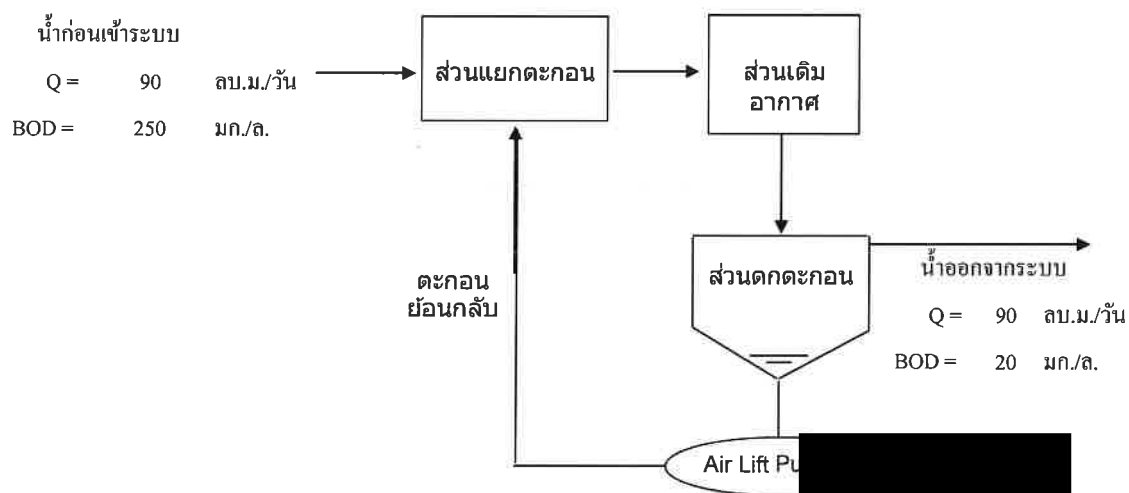 น้ำก่อนเข้าระบบ
Q = 90 ลบ.ม./วัน
BOD = 250 มก./ล.
ส่วนแยกตะกอน
ส่วนเติม
อากาศ
ตะกอน
ย้อนกลับ
ส่วนตกตะกอน
น้ำออกจากระบบ
Q = 90 ลบ.ม./วัน
BOD = 20 มก./ล.
Air Lift